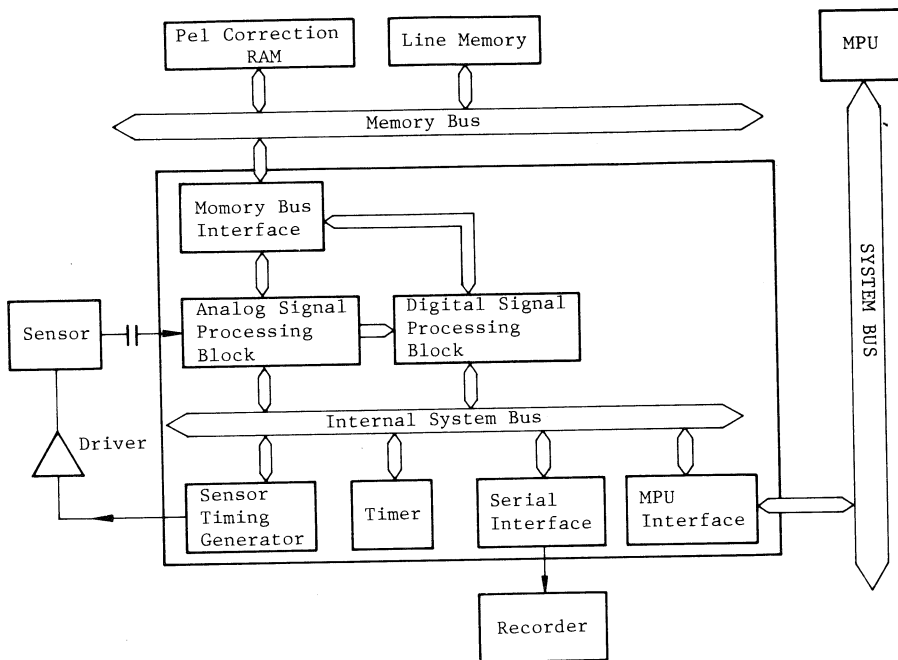 Pel Correction
RAM
Line Memory
MPU
Memory Bus
Momory Bus
Interface
SYSTEM BUS
Sensor
Analog Signal
Processing
Block
Digital Signal
Processing
Block
Internal System Bus
Driver
Sensor
Timing
Generator
Timer
Serial
Interface
MPU
Interface
Recorder